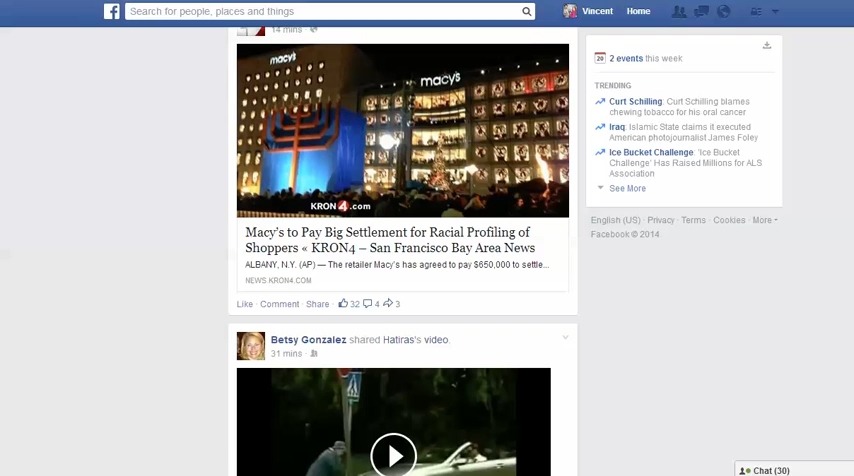 Search for people, places and things
Vincent
Home
14 mins ·
macy's
macy's
KRON 4.com
Macy's to Pay Big Settlement for Racial Profiling of
Shoppers « KRON4 – San Francisco Bay Area News
ALBANY, N.Y. (AP) — The retailer Macy's has agreed to pay $650,000 to settle...
NEWS.KRON4.COM
Like · Comment · Share · 32 4 3
Betsy Gonzalez shared Hatiras's video.
31 mins ·
20 2 events this week
TRENDING
Curt Schilling: Curt Schilling blames
chewing tobacco for his oral cancer
Iraq: Islamic State claims it executed
American photojournalist James Foley
Ice Bucket Challenge: 'Ice Bucket
Challenge' Has Raised Millions for ALS
Association
See More
English (US) · Privacy · Terms · Cookies · More
Facebook © 2014
Chat (30)